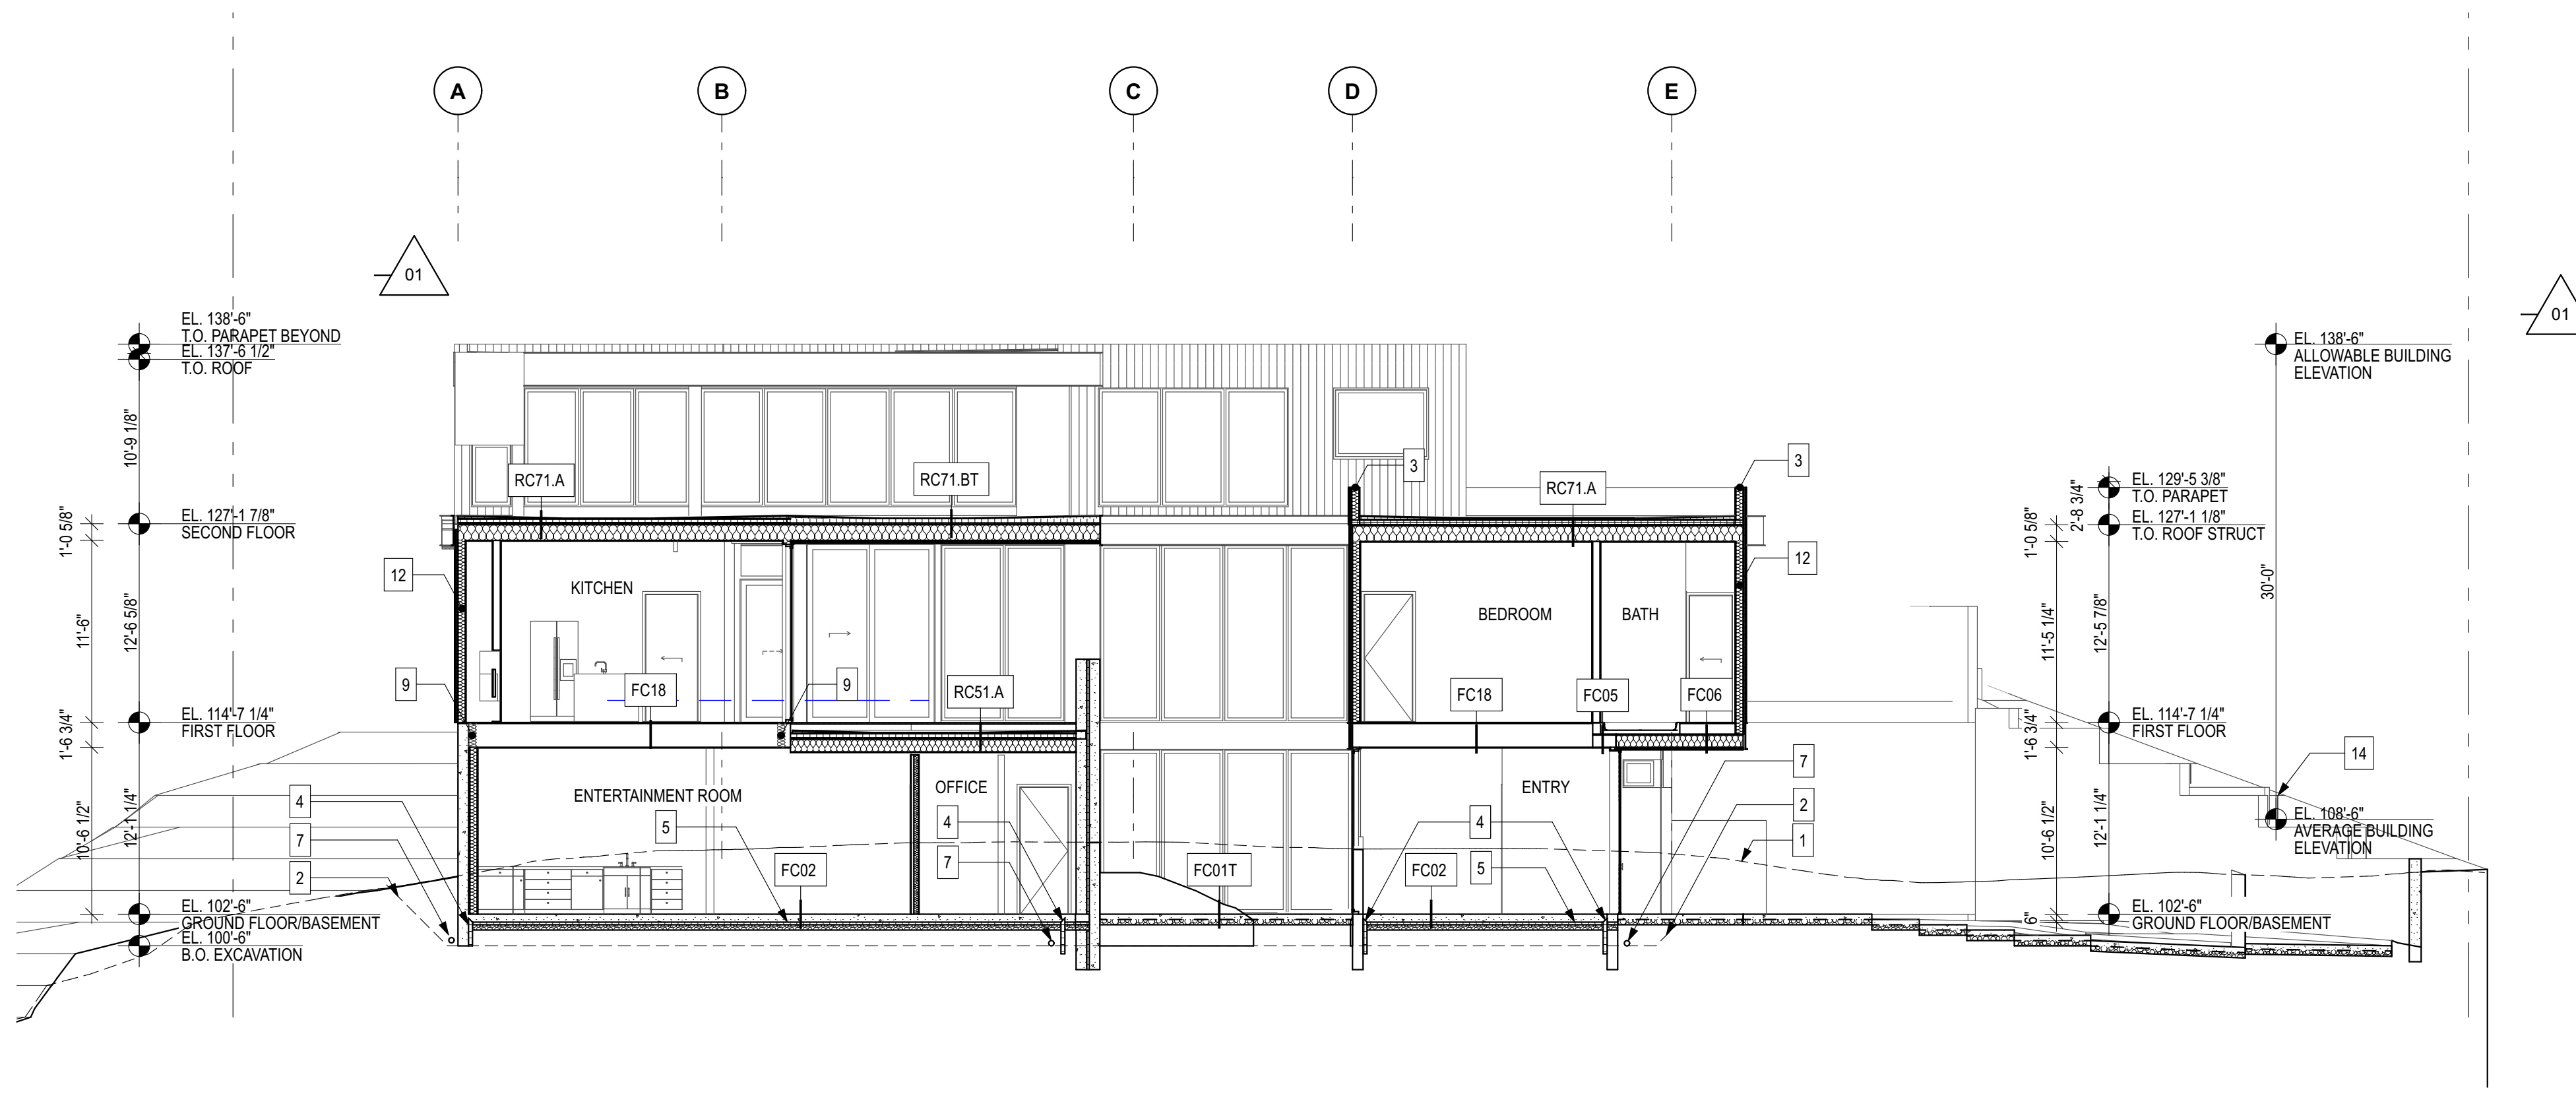 A
B
C
D
E
01
01
EL. 138'-6"
T.O. PARAPET BEYOND
EL. 137'-6 1/2"
T.O. ROOF
EL. 138'-6"
ALLOWABLE BUILDING
ELEVATION
10'-9 1/8"
RC71.A
RC71.BT
3
RC71.A
3
EL. 129'-5 3/8"
T.O. PARAPET
2'-8 3/4"
EL. 127'-1 7/8"
SECOND FLOOR
EL. 127'-1 1/8"
T.O. ROOF STRUCT
1'-0 5/8"
1'-0 5/8"
12
KITCHEN
BEDROOM
BATH
12
30'-0"
11'-6"
12'-6 5/8"
11'-5 1/4"
12'-5 7/8"
9
FC18
9
RC51.A
FC18
FC05
FC06
EL. 114'-7 1/4"
FIRST FLOOR
EL. 114'-7 1/4"
FIRST FLOOR
1'-6 3/4"
1'-6 3/4"
14
4
ENTERTAINMENT ROOM
OFFICE
ENTRY
7
7
5
4
4
2
1
10'-6 1/2"
12'-1 1/4"
10'-6 1/2"
12'-1 1/4"
EL. 108'-6"
AVERAGE BUILDING
ELEVATION
2
FC02
7
FC01T
FC02
5
EL. 102'-6"
GROUND FLOOR/BASEMENT
EL. 100'-6"
B.O. EXCAVATION
6"
EL. 102'-6"
GROUND FLOOR/BASEMENT